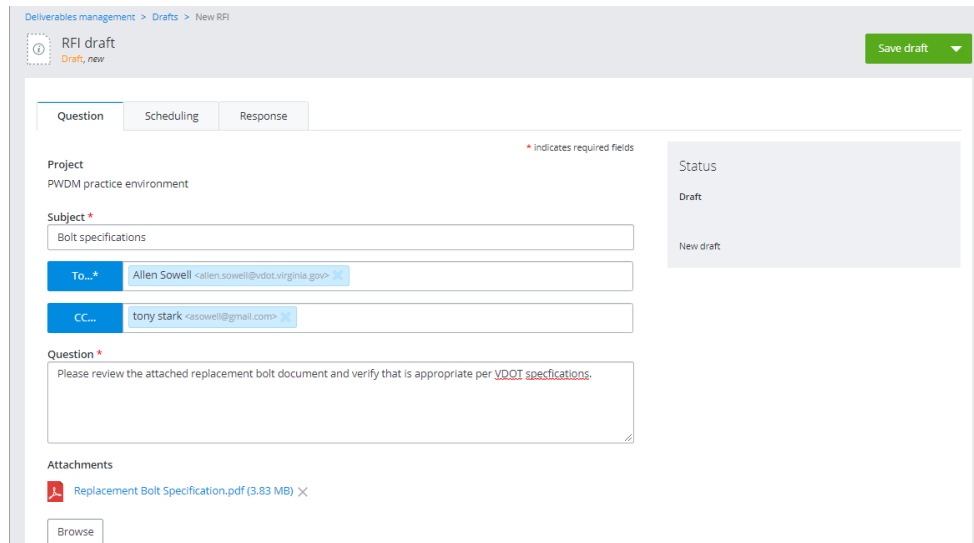 Deliverables management > Drafts > New RFI
RFI draft
Draft, new
Save draft
Question Scheduling Response
* indicates required fields
Project
PWDM practice environment
Subject *
Bolt specifications
To...* Allen Sowell <allen.sowell@vdot.virginia.gov>
CC... tony stark <asowell@gmail.com>
Question *
Please review the attached replacement bolt document and verify that is appropriate per VDOT specfications.
Attachments
Replacement Bolt Specification.pdf (3.83 MB)
Browse
Status
Draft
New draft